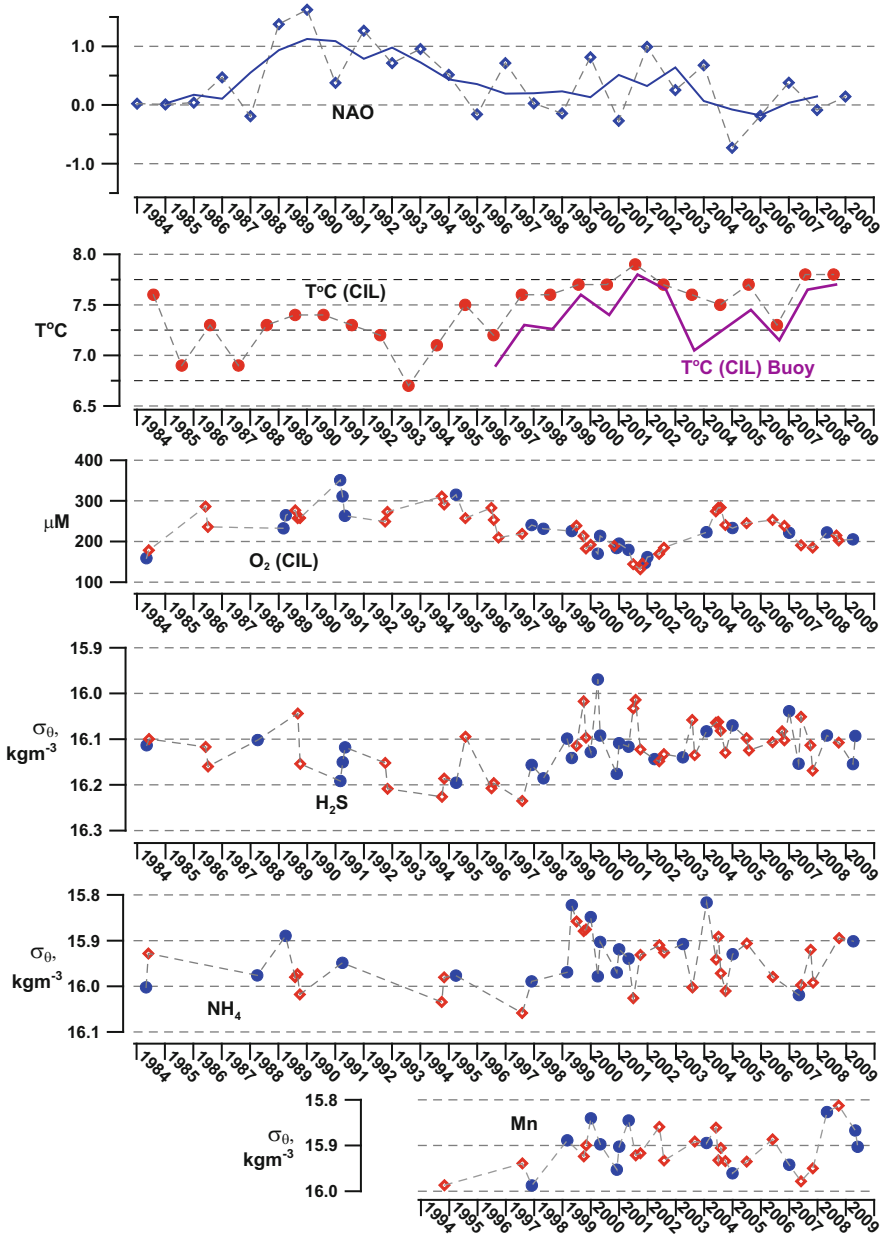 1.0
0.0
-1.0
NAO
1984 1985 1986 1987 1988 1989 1990 1991 1992 1993 1994 1995 1996 1997 1998 1999 2000 2001 2002 2003 2004 2005 2006 2007 2008 2009
8.0
7.5
7.0
6.5
TºC
TºC (CIL)
TºC (CIL) Buoy
1984 1985 1986 1987 1988 1989 1990 1991 1992 1993 1994 1995 1996 1997 1998 1999 2000 2001 2002 2003 2004 2005 2006 2007 2008 2009
400
300
200
100
μM
O₂ (CIL)
1984 1985 1986 1987 1988 1989 1990 1991 1992 1993 1994 1995 1996 1997 1998 1999 2000 2001 2002 2003 2004 2005 2006 2007 2008 2009
15.9
16.0
16.1
16.2
16.3
σθ,
kgm⁻³
H₂S
1984 1985 1986 1987 1988 1989 1990 1991 1992 1993 1994 1995 1996 1997 1998 1999 2000 2001 2002 2003 2004 2005 2006 2007 2008 2009
15.8
15.9
16.0
16.1
σθ,
kgm⁻³
NH₄
1984 1985 1986 1987 1988 1989 1990 1991 1992 1993 1994 1995 1996 1997 1998 1999 2000 2001 2002 2003 2004 2005 2006 2007 2008 2009
15.8
15.9
16.0
σθ,
kgm⁻³
Mn
1994 1995 1996 1997 1998 1999 2000 2001 2002 2003 2004 2005 2006 2007 2008 2009